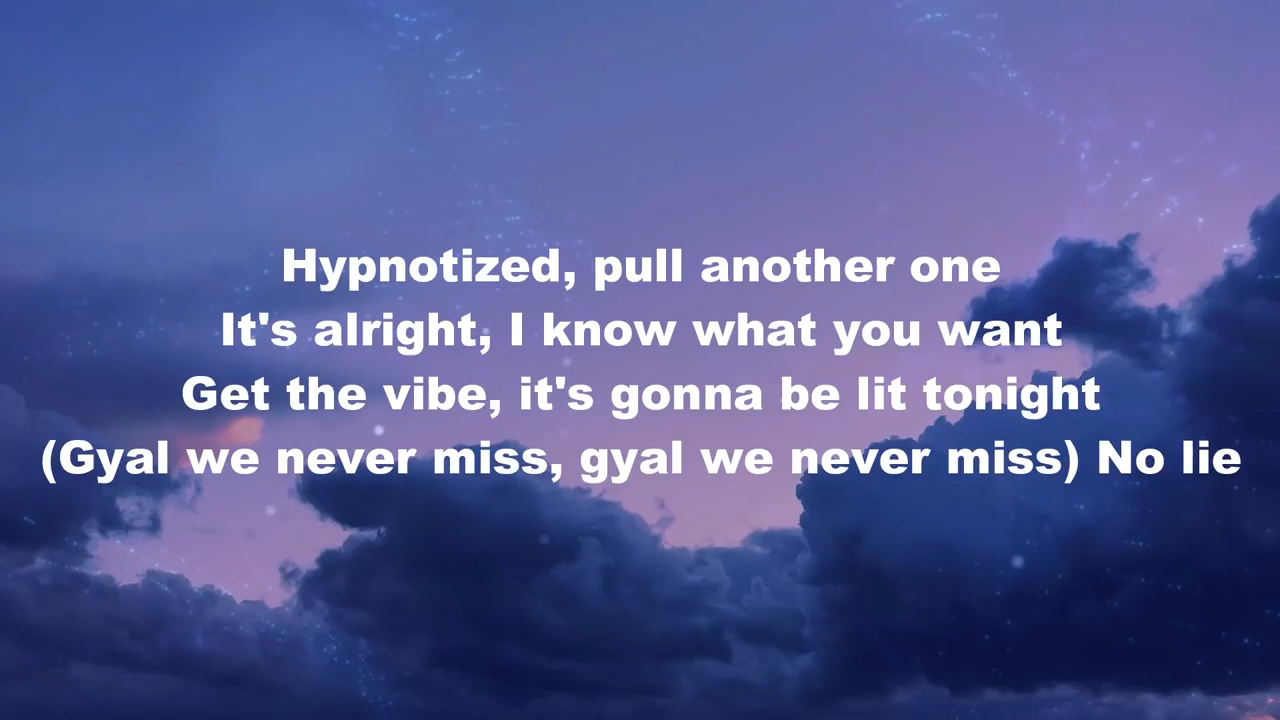 Hypnotized, pull another one
It's alright, I know what you want
Get the vibe, it's gonna be lit tonight
(Gyal we never miss, gyal we never miss) No lie